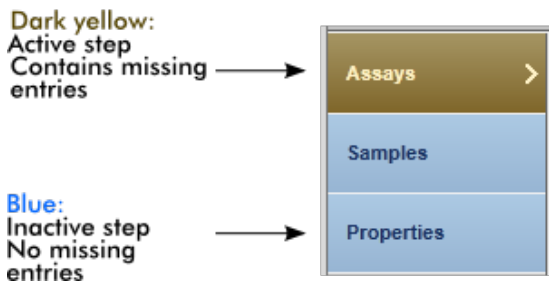 Dark yellow:
Active step
Contains missing
entries
Assays
Samples
Blue:
Inactive step
No missing
entries
Properties